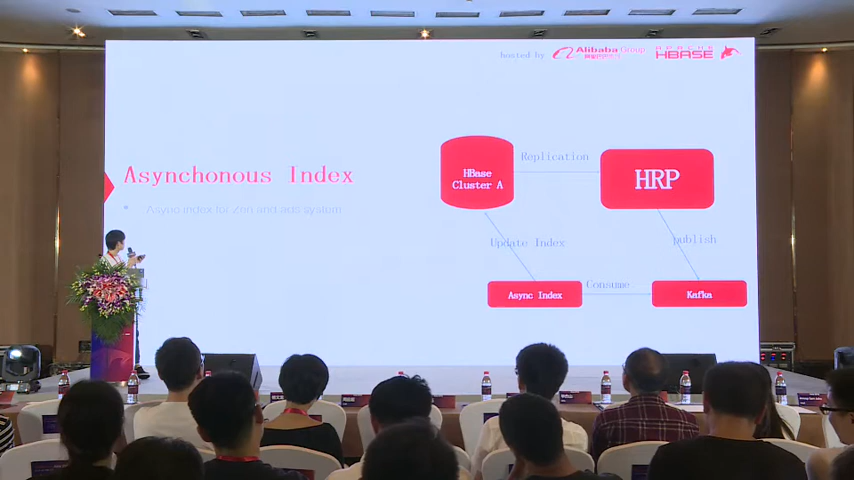 hosted by
Alibaba Group
APACHE
HBASE
Asynchonous Index
Async index for Zen and ads system
HBase
Cluster A
Replication
HRP
Update Index
publish
Async Index
Consume
Kafka